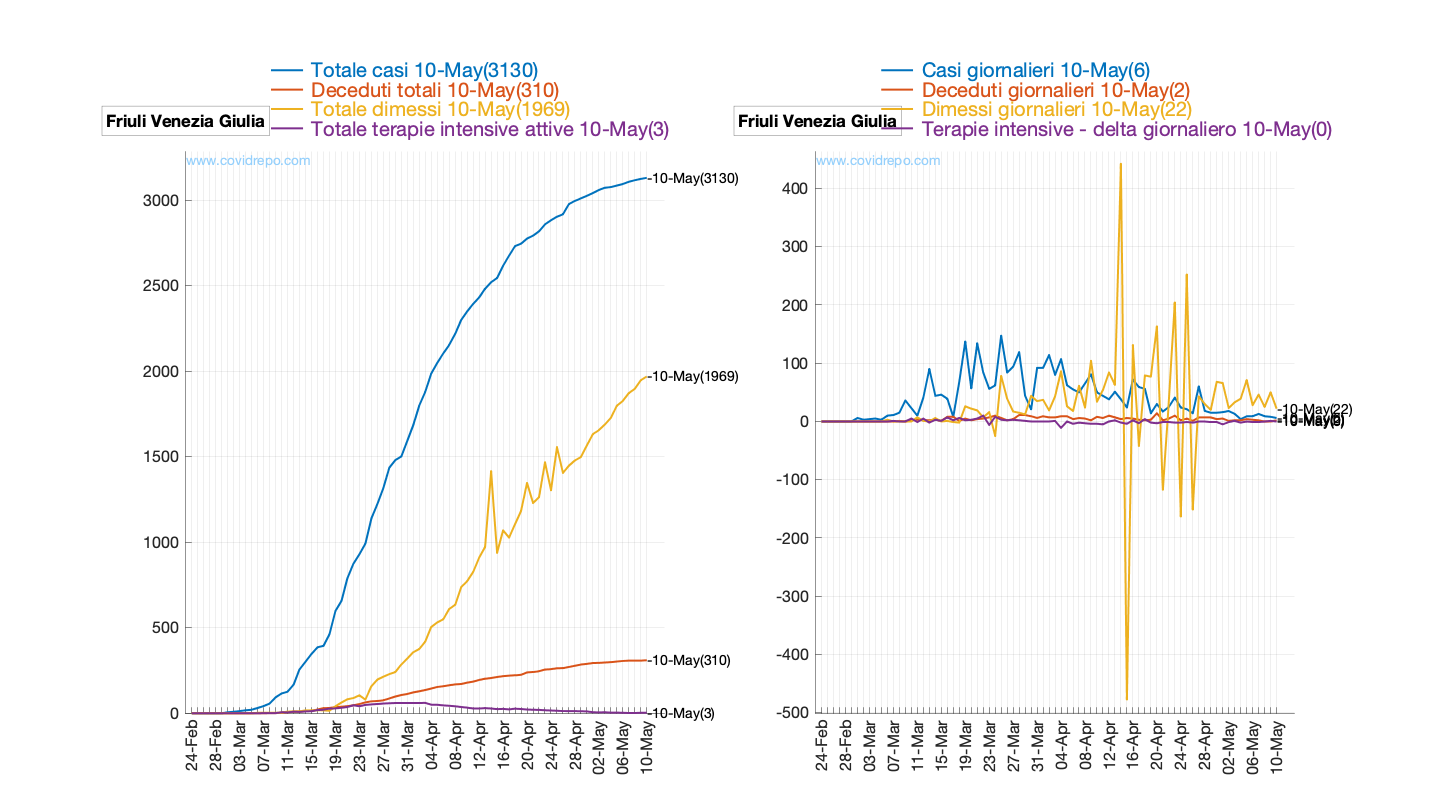 Totale casi 10-May(3130)
Deceduti totali 10-May(310)
Totale dimessi 10-May(1969)
Totale terapie intensive attive 10-May(3)
Friuli Venezia Giulia
www.covidrepo.com
3000
2500
2000
1500
1000
500
0
-10-May(3130)
-10-May(1969)
-10-May(310)
-10-May(3)
24-Feb
28-Feb
03-Mar
07-Mar
11-Mar
15-Mar
19-Mar
23-Mar
27-Mar
31-Mar
04-Apr
08-Apr
12-Apr
16-Apr
20-Apr
24-Apr
28-Apr
02-May
06-May
10-May
Casi giornalieri 10-May(6)
Deceduti giornalieri 10-May(2)
Dimessi giornalieri 10-May(22)
Terapie intensive - delta giornaliero 10-May(0)
Friuli Venezia Giulia
www.covidrepo.com
400
300
200
100
0
-100
-200
-300
-400
-500
-10-May(22)
24-Feb
28-Feb
03-Mar
07-Mar
11-Mar
15-Mar
19-Mar
23-Mar
27-Mar
31-Mar
04-Apr
08-Apr
12-Apr
16-Apr
20-Apr
24-Apr
28-Apr
02-May
06-May
10-May